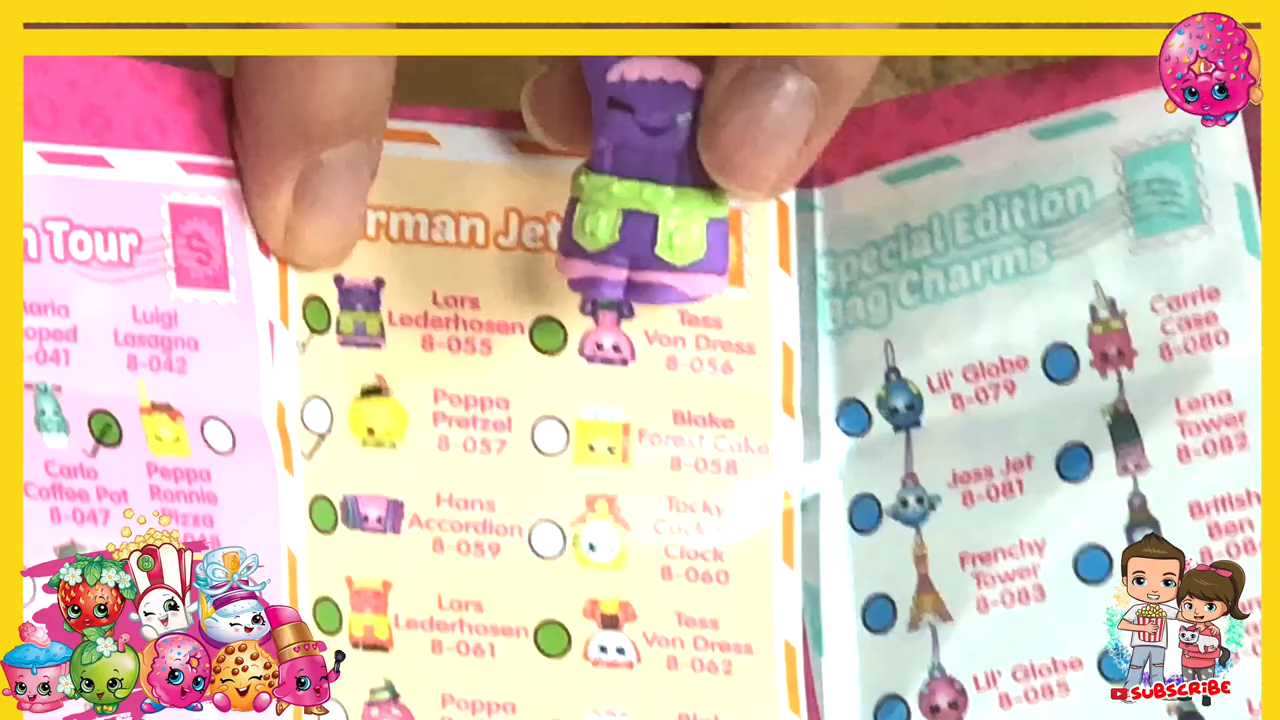 n Tour
Luigi
Lasagna
8-042
-041
Carlo
Coffee Pot
8-047
Peppa
Ronnie
Pizza
rman Jet
Lars
Lederhosen
8-055
Tess
Von Dress
8-056
Poppa
Pretzel
8-057
Blake
Forest Cake
8-058
Hans
Accordion
8-059
Tocky
Clock
8-060
Lars
Lederhosen
8-061
Tess
Von Dress
8-062
Poppa
Special Edition
Bag Charms
Lil' Globe
8-079
Carrie
Case
8-080
Joss Jet
8-081
Lena
Tower
8-082
Frenchy
Tower
8-083
British
Ben
Lil' Globe
8-085
SUBSCRIBE